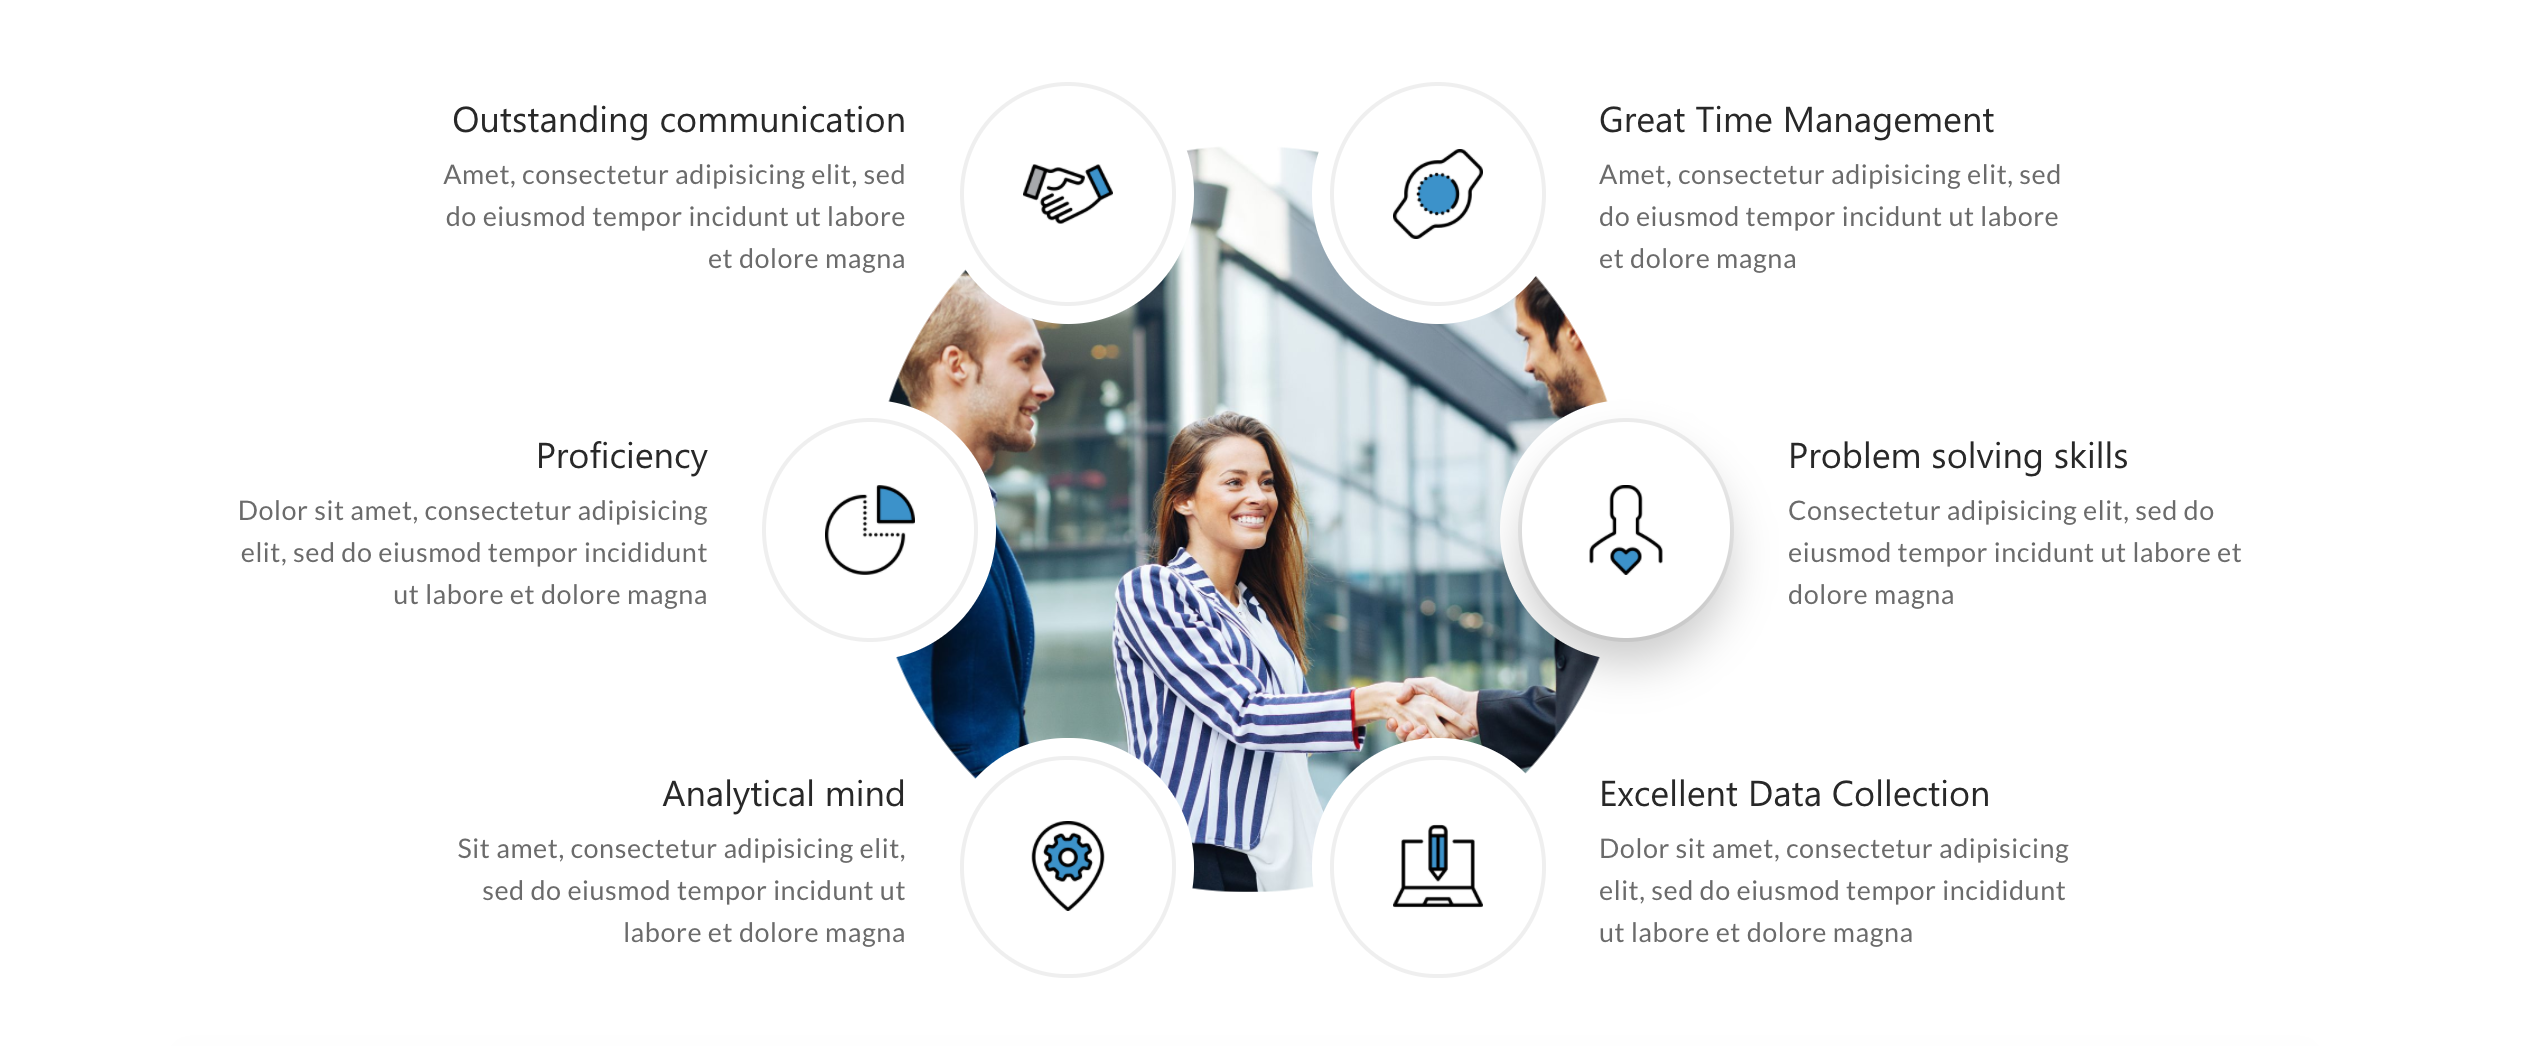 Outstanding communication
Amet, consectetur adipisicing elit, sed
do eiusmod tempor incidunt ut labore
et dolore magna
Great Time Management
Amet, consectetur adipisicing elit, sed
do eiusmod tempor incidunt ut labore
et dolore magna
Proficiency
Dolor sit amet, consectetur adipisicing
elit, sed do eiusmod tempor incididunt
ut labore et dolore magna
Problem solving skills
Consectetur adipisicing elit, sed do
eiusmod tempor incidunt ut labore et
dolore magna
Analytical mind
Sit amet, consectetur adipisicing elit,
sed do eiusmod tempor incidunt ut
labore et dolore magna
Excellent Data Collection
Dolor sit amet, consectetur adipisicing
elit, sed do eiusmod tempor incididunt
ut labore et dolore magna